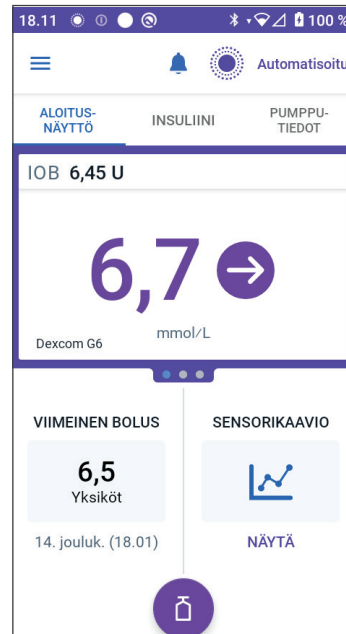 18.11 100 %
Automatisoitu
ALOITUS-
NÄYTTÖ
INSULIINI
PUMPPU-
TIEDOT
IOB 6,45 U
6,7
mmol/L
Dexcom G6
VIIMEINEN BOLUS
6,5
Yksiköt
14. jouluk. (18.01)
SENSORIKAAVIO
NÄYTÄ